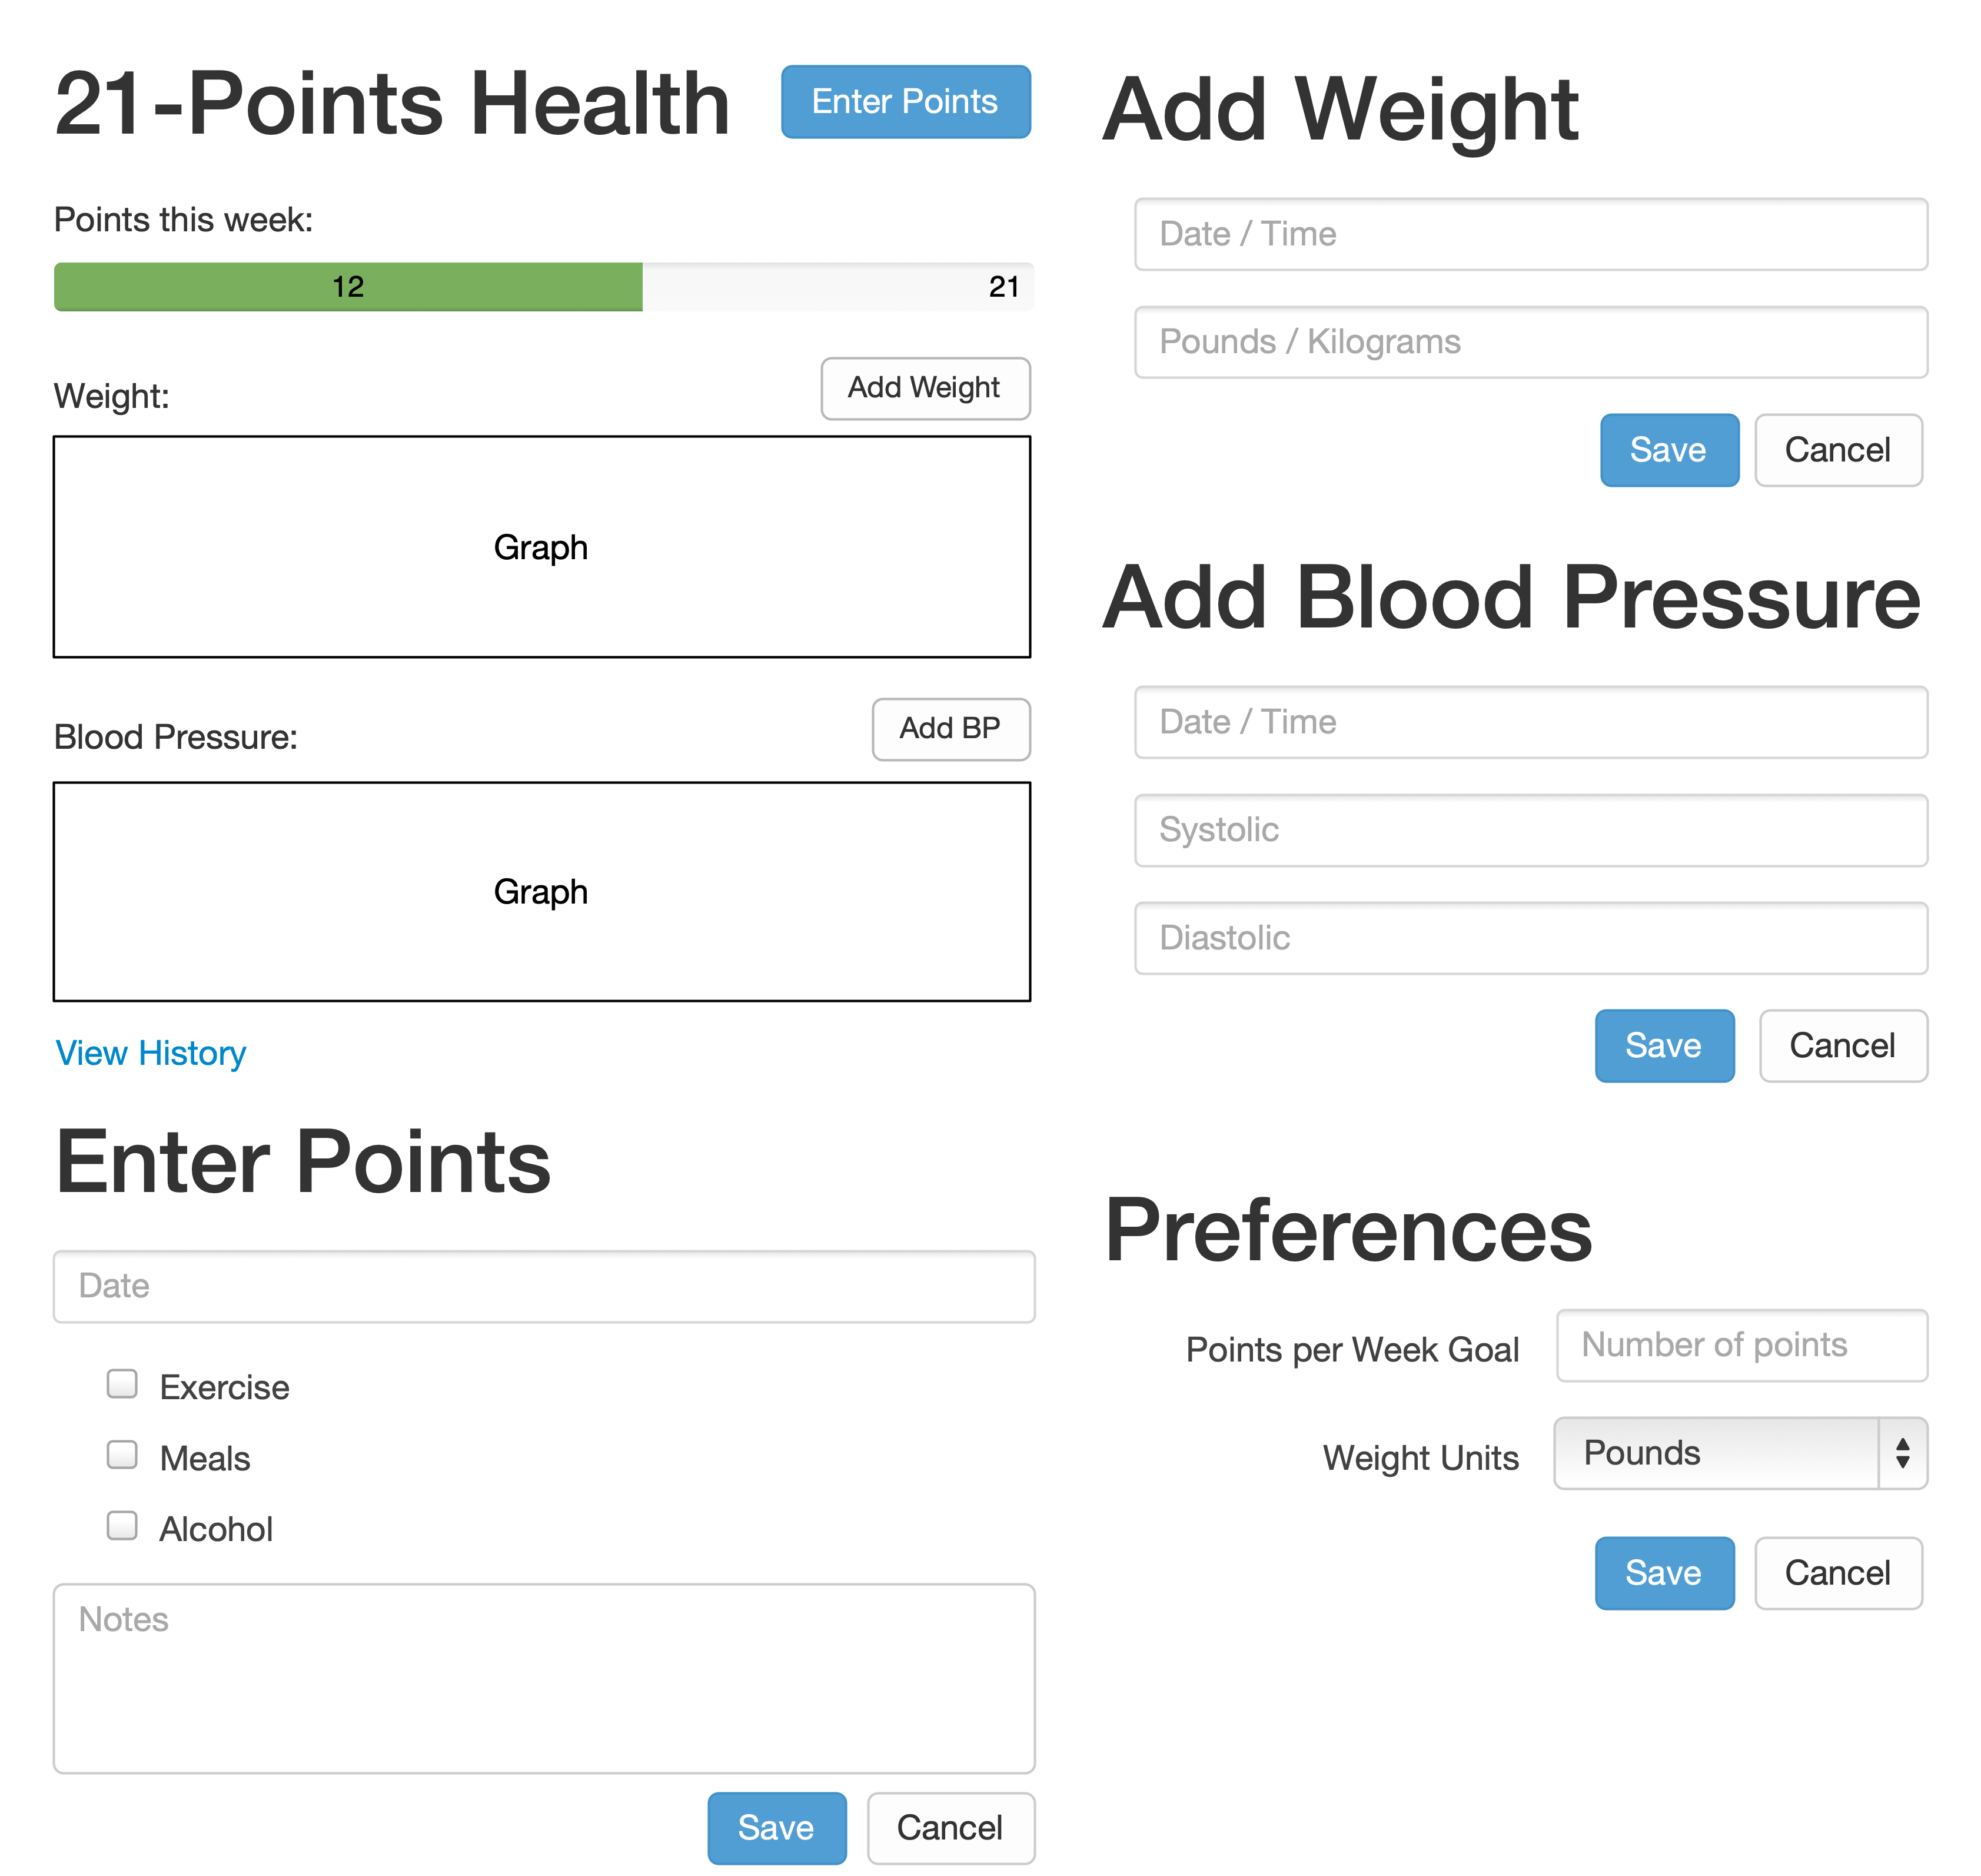 21-Points Health
Enter Points
Points this week:
12
21
Weight:
Add Weight
Graph
Blood Pressure:
Add BP
Graph
View History
Enter Points
Date
Exercise
Meals
Alcohol
Notes
Save
Cancel
Add Weight
Date / Time
Pounds / Kilograms
Save
Cancel
Add Blood Pressure
Date / Time
Systolic
Diastolic
Save
Cancel
Preferences
Points per Week Goal
Number of points
Weight Units
Pounds
Save
Cancel